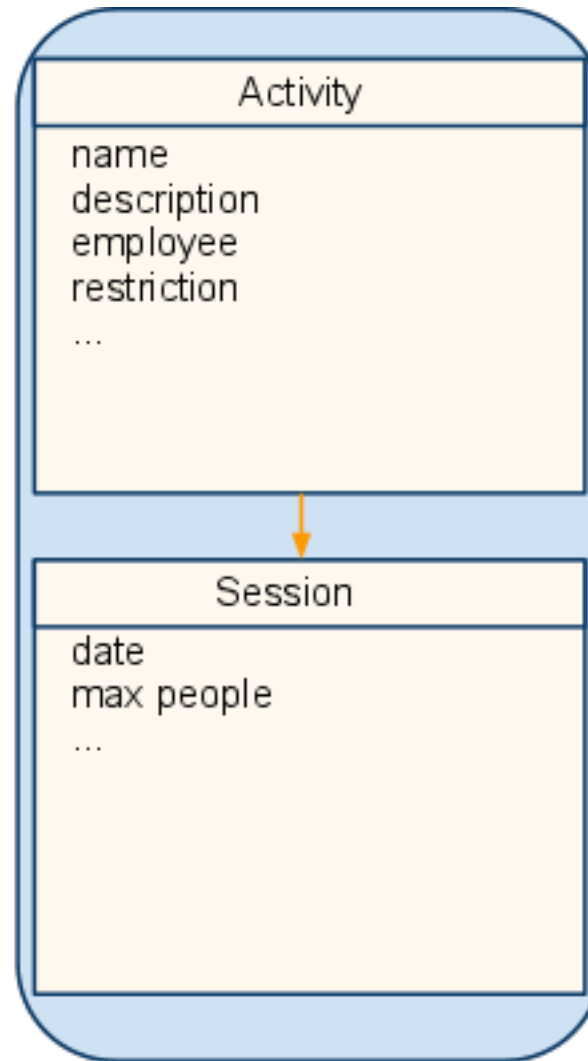 Activity
name
description
employee
restriction
...
Session
date
max people
...